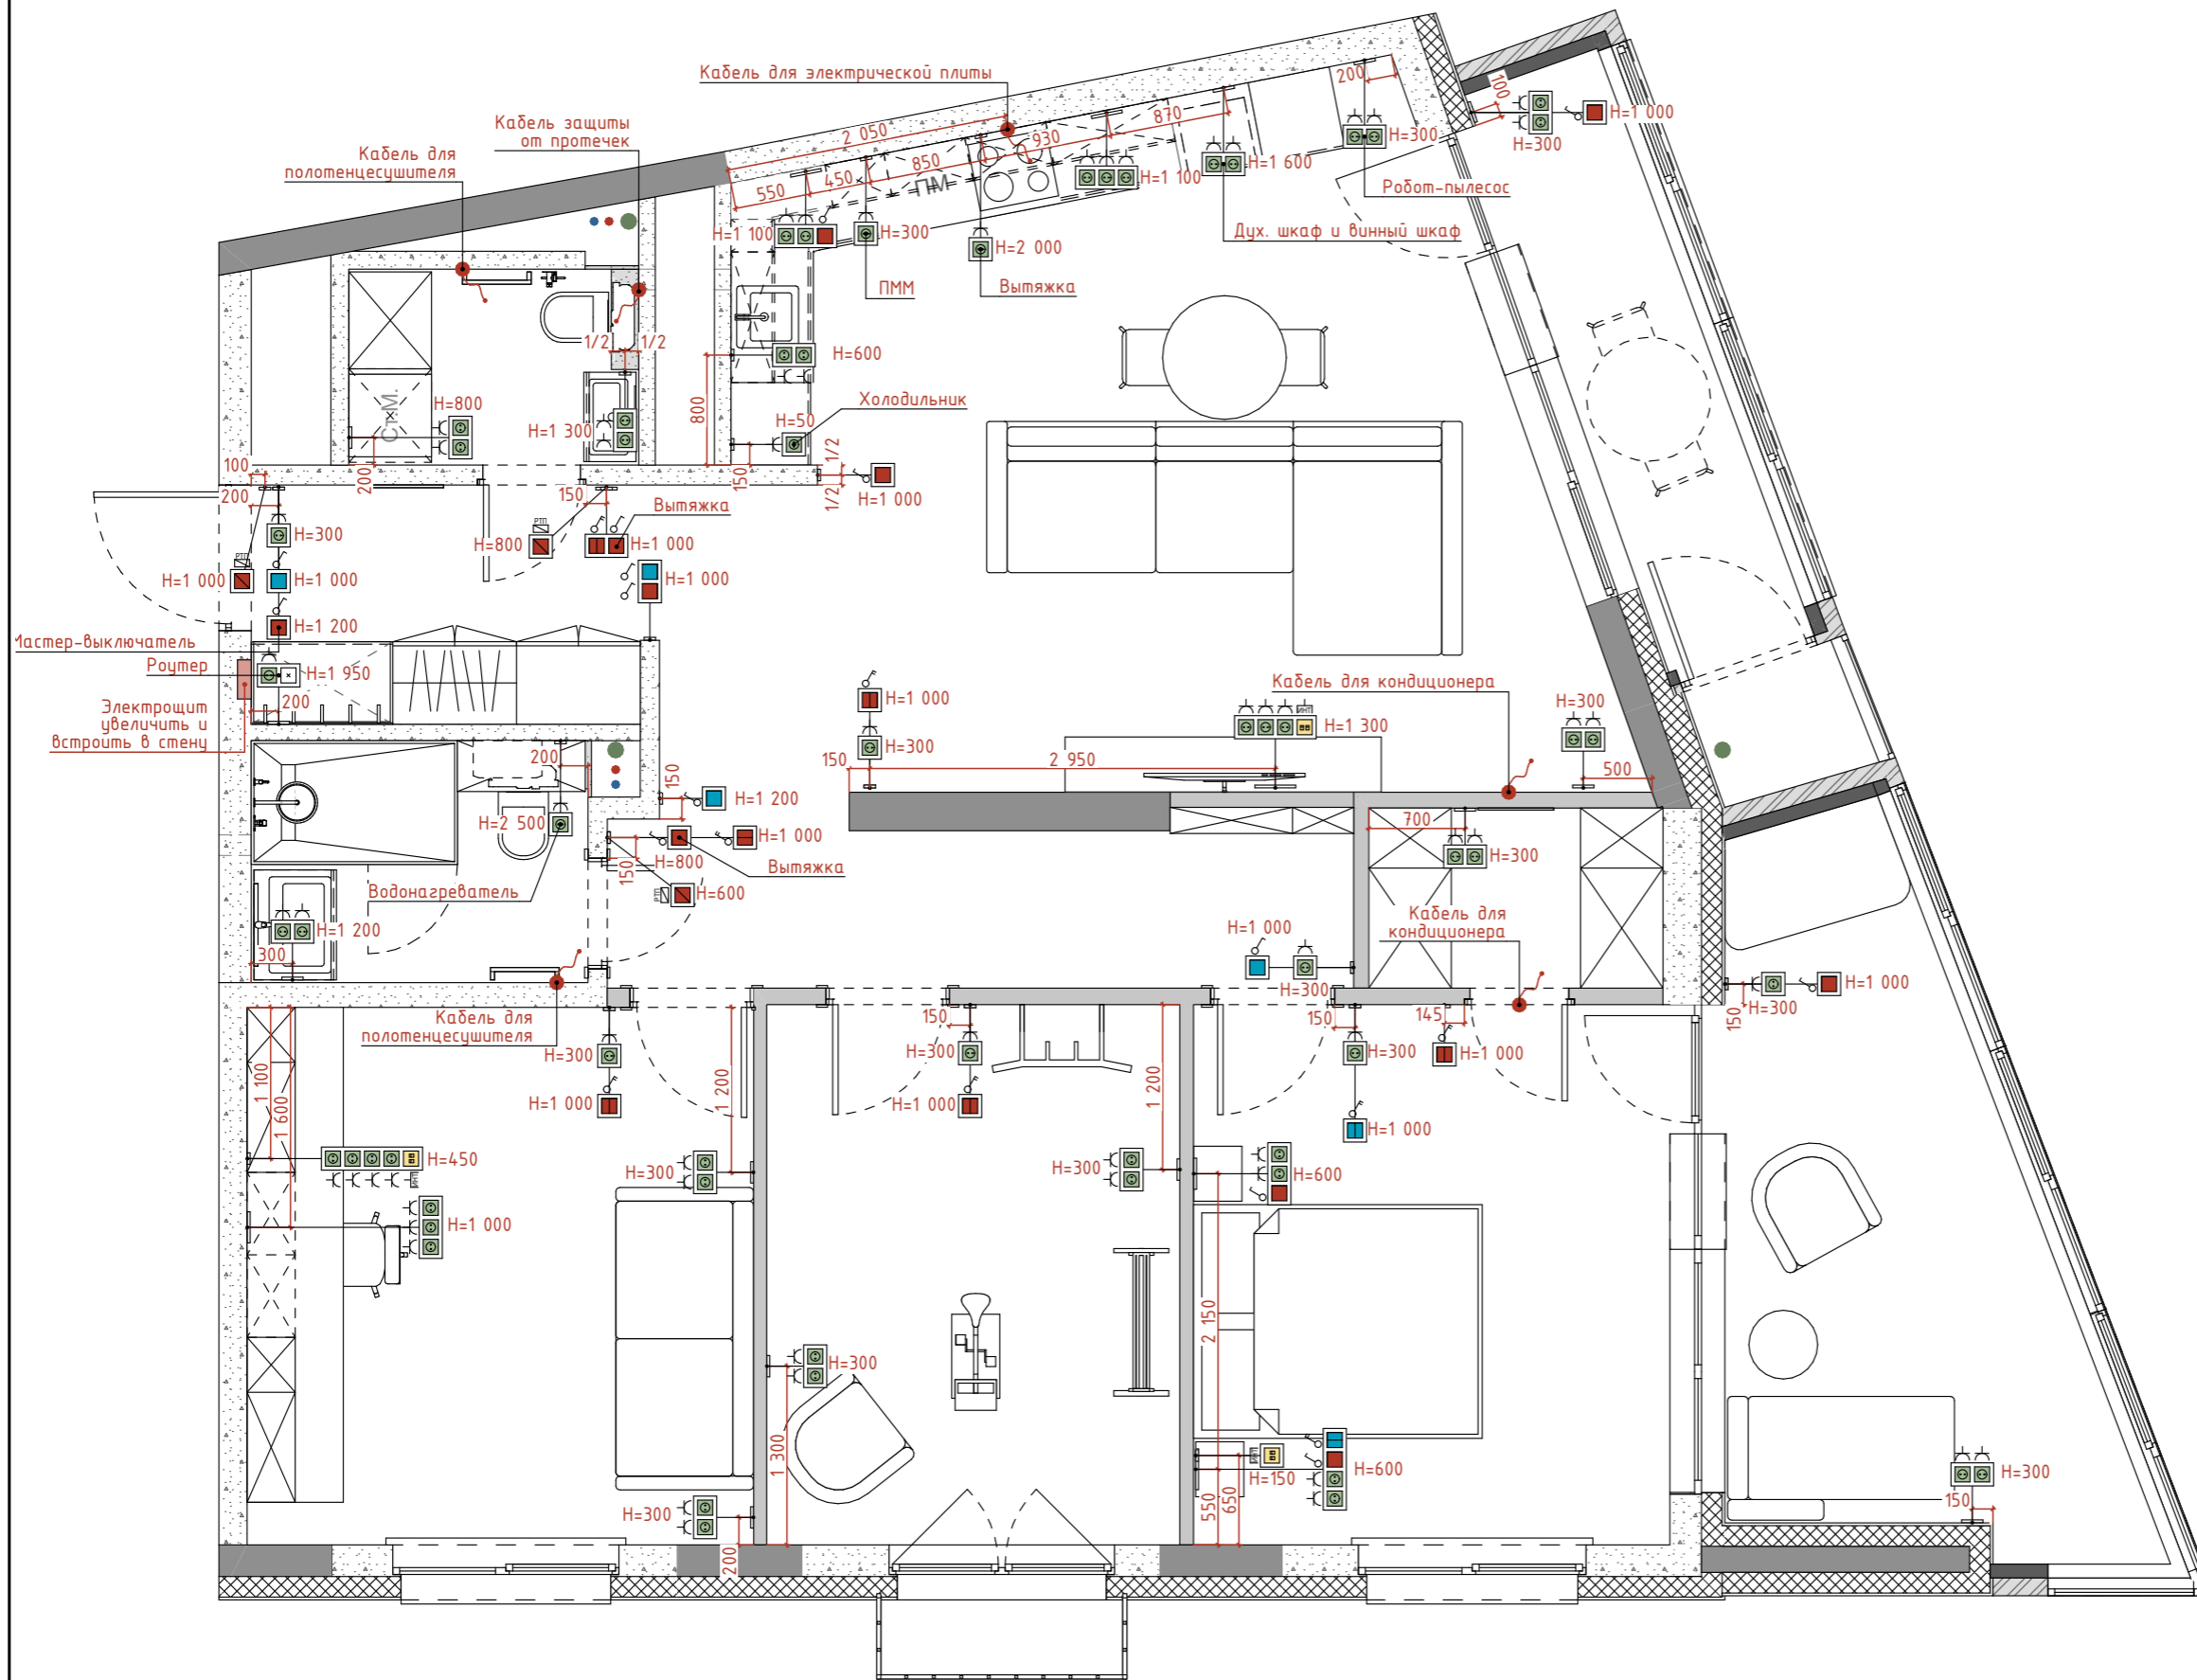 Кабель для электрической плиты
200
100
Н=1 000
Н=300
870
2 050
930
850
450
550
ПМ
Кабель защиты
от протечек
Кабель для
полотенцесушителя
Н=300
Н=1 600
Н=1 100
Робот-пылесос
Дух. шкаф и винный шкаф
Н=1 100
Н=300
Н=2 000
ПММ
Вытяжка
1/2
1/2
Н=600
800
Холодильник
Н=50
150
1/2
1/2
Н=1 000
Ст.М.
Н=800
200
Н=1 300
100
200
Н=300
РТП
Н=1 000
Н=1 000
Н=1 200
Мастер-выключатель
Роутер
Н=1 950
200
Электрощит
увеличить и
встроить в стену
150
Вытяжка
РТП
Н=800
Н=1 000
Н=1 000
Н=1 000
Н=300
150
2 950
ИНТ
Н=1 300
Кабель для кондиционера
Н=300
500
200
150
Н=1 200
Н=2 500
Н=1 000
Н=800
150
Вытяжка
РТП
Н=600
Водонагреватель
Н=1 200
300
700
Н=300
Кабель для
кондиционера
Н=1 000
Н=300
Н=1 000
Н=300
150
Кабель для
полотенцесушителя
Н=300
Н=1 000
150
Н=300
Н=1 000
150
Н=300
Н=1 000
145
Н=1 000
1 100
1 600
1 200
1 200
Н=450
ИНТ
Н=1 000
Н=300
Н=300
Н=600
2 150
Н=300
1 300
Н=300
200
ИНТ
Н=150
Н=600
550
650
Н=300
150